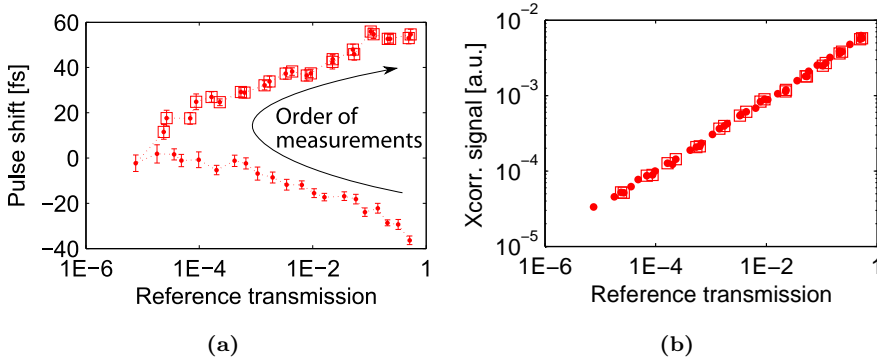 60
40
20
0
−20
−40
Pulse shift [fs]
Order of
measurements
1E-6
1E-4
1E-2
1
Reference transmission
(a)
10⁻²
10⁻³
10⁻⁴
10⁻⁵
Xcorr. signal [a.u.]
1E-6
1E-4
1E-2
1
Reference transmission
(b)